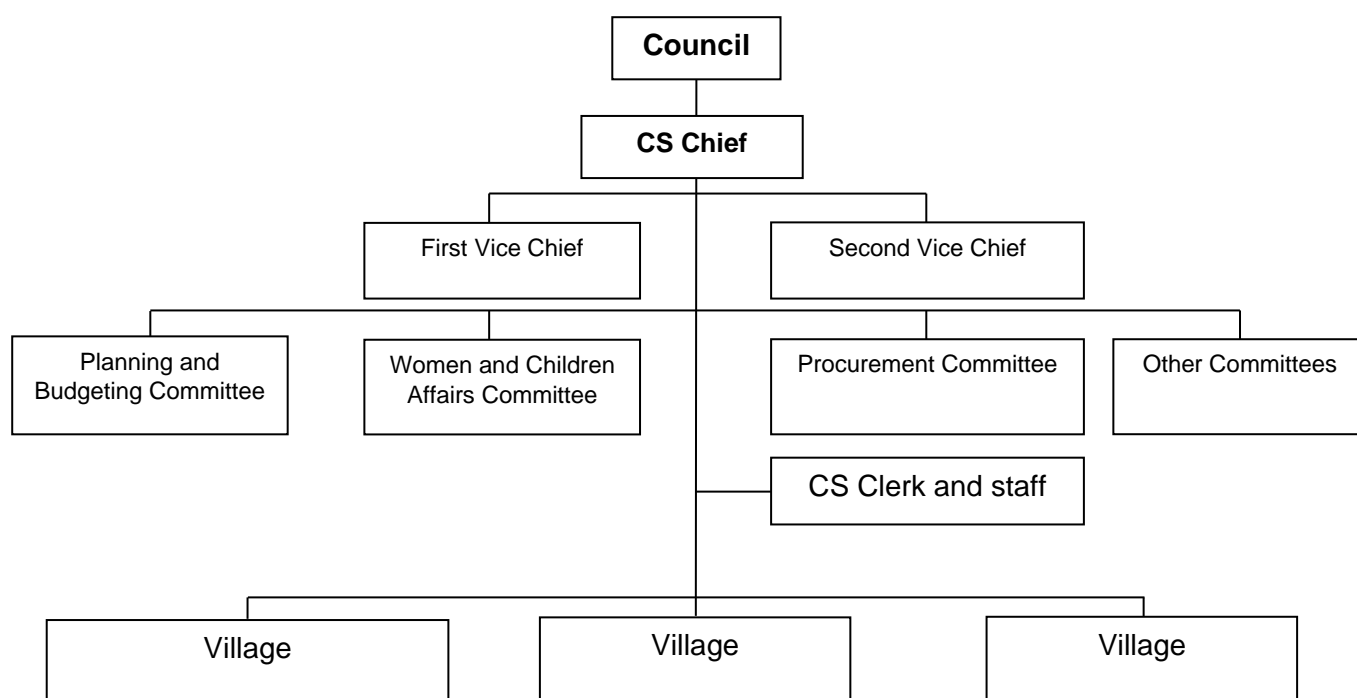 Council
CS Chief
First Vice Chief
Second Vice Chief
Planning and
Budgeting Committee
Women and Children
Affairs Committee
Procurement Committee
Other Committees
CS Clerk and staff
Village
Village
Village